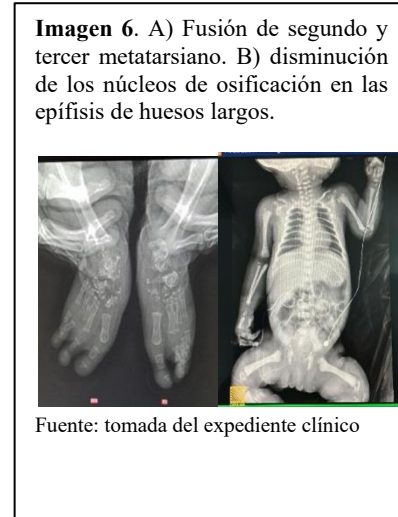 Imagen 6. A) Fusión de segundo y
tercer metatarsiano. B) disminución
de los núcleos de osificación en las
epífisis de huesos largos.
Fuente: tomada del expediente clínico